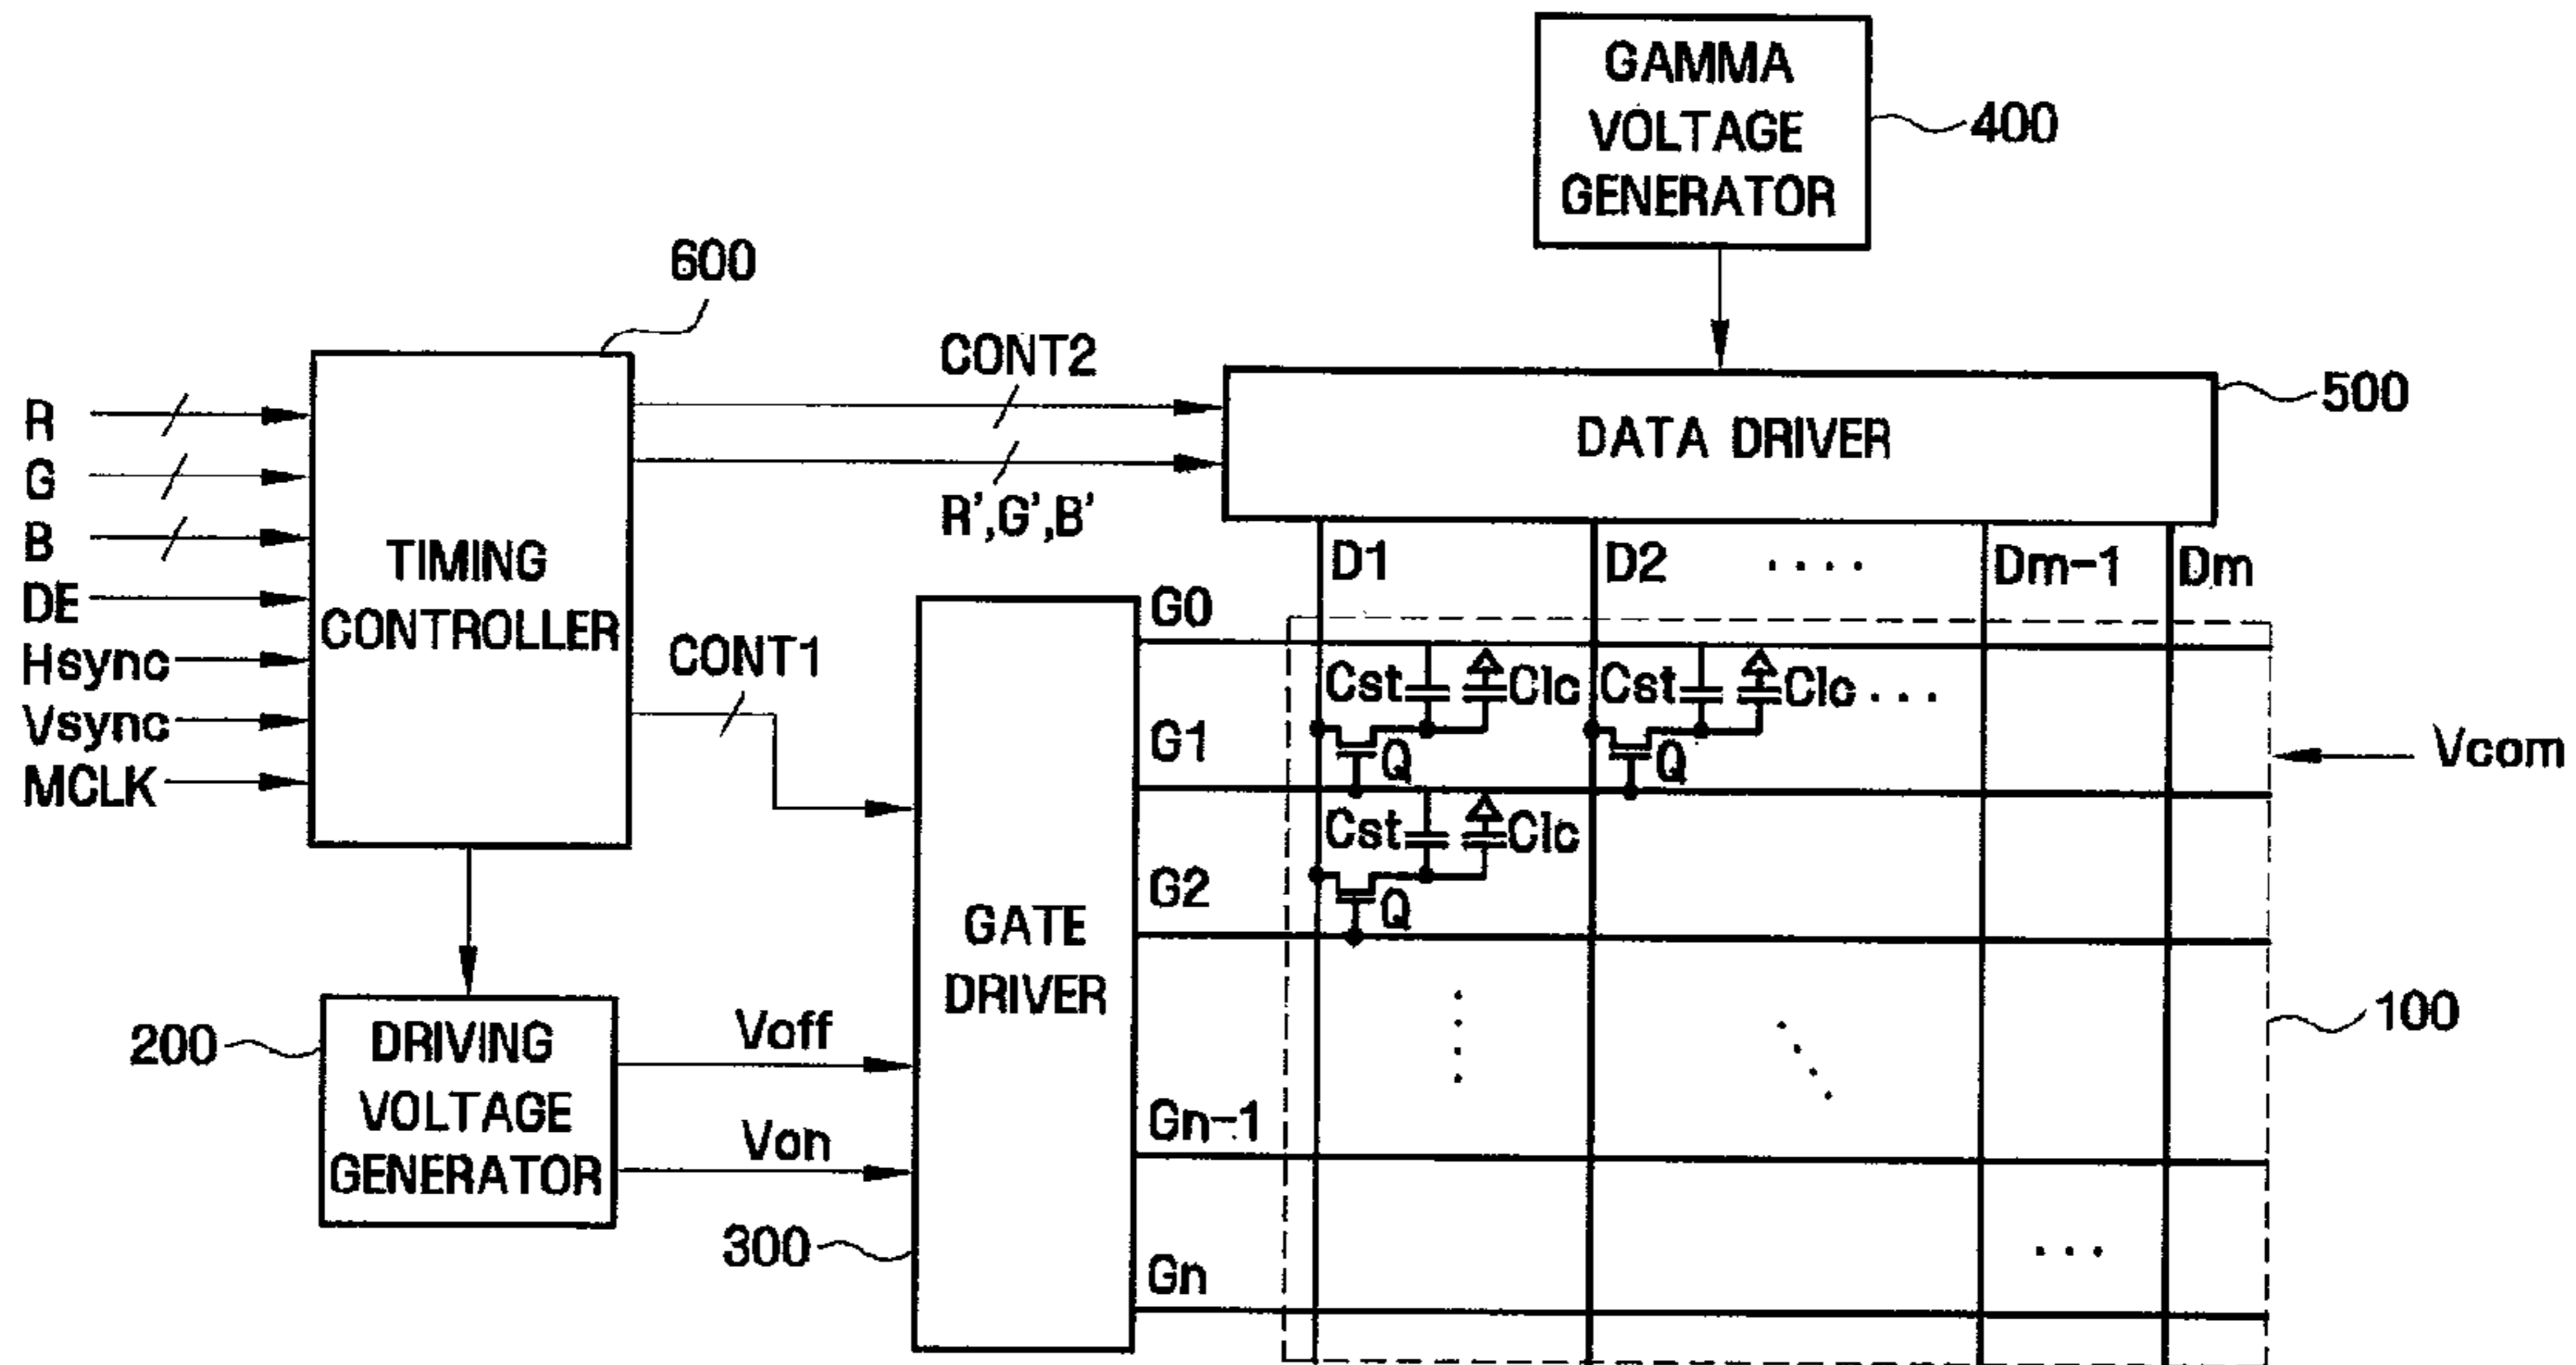 GAMMA
VOLTAGE
GENERATOR
400
600
CONT2
R
G
B
DE
Hsync
Vsync
MCLK
TIMING
CONTROLLER
R',G',B'
DATA DRIVER
500
D1
D2
....
Dm-1
Dm
CONT1
G0
Cst
Clc
Cst
Clc
...
G1
Q
Q
Vcom
Cst
Clc
G2
Q
GATE
DRIVER
200
DRIVING
VOLTAGE
GENERATOR
Voff
Von
100
300
Gn-1
Gn
...